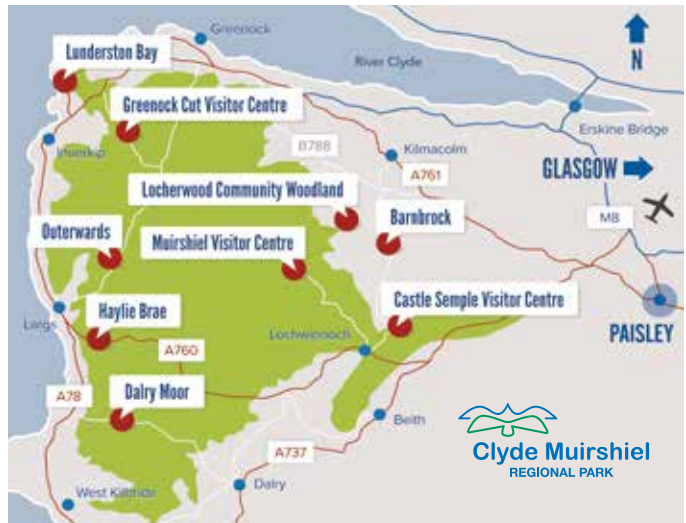 Greenock
Lunderston Bay
N
River Clyde
Greenock Cut Visitor Centre
Erskine Bridge
Inverkip
B788
Kilmacolm
GLASGOW
A761
Locherwood Community Woodland
M8
Barnbrock
Outerwards
Muirshiel Visitor Centre
Castle Semple Visitor Centre
Haylie Brae
Largs
PAISLEY
Lochwinnoch
A760
Dalry Moor
A78
Beith
Clyde Muirshiel
REGIONAL PARK
A737
Dalry
West Kilbride